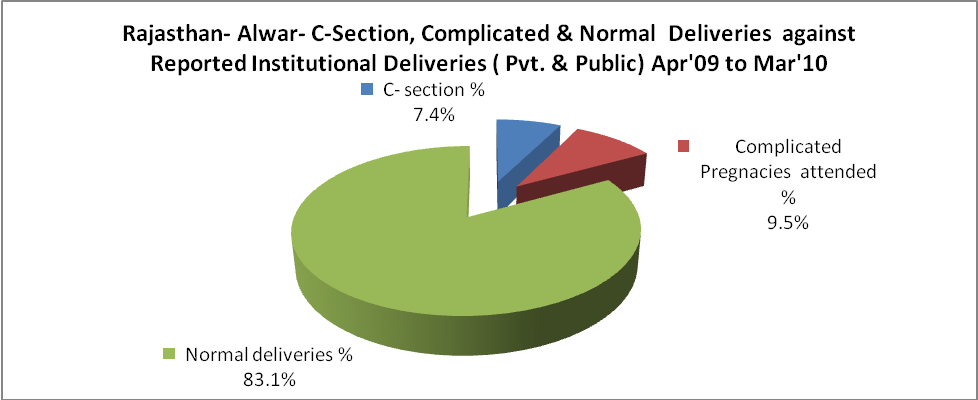 Rajasthan- Alwar- C-Section, Complicated & Normal Deliveries against
Reported Institutional Deliveries ( Pvt. & Public) Apr'09 to Mar'10
C- section %
7.4%
Complicated
Pregnacies attended
%
9.5%
Normal deliveries %
83.1%